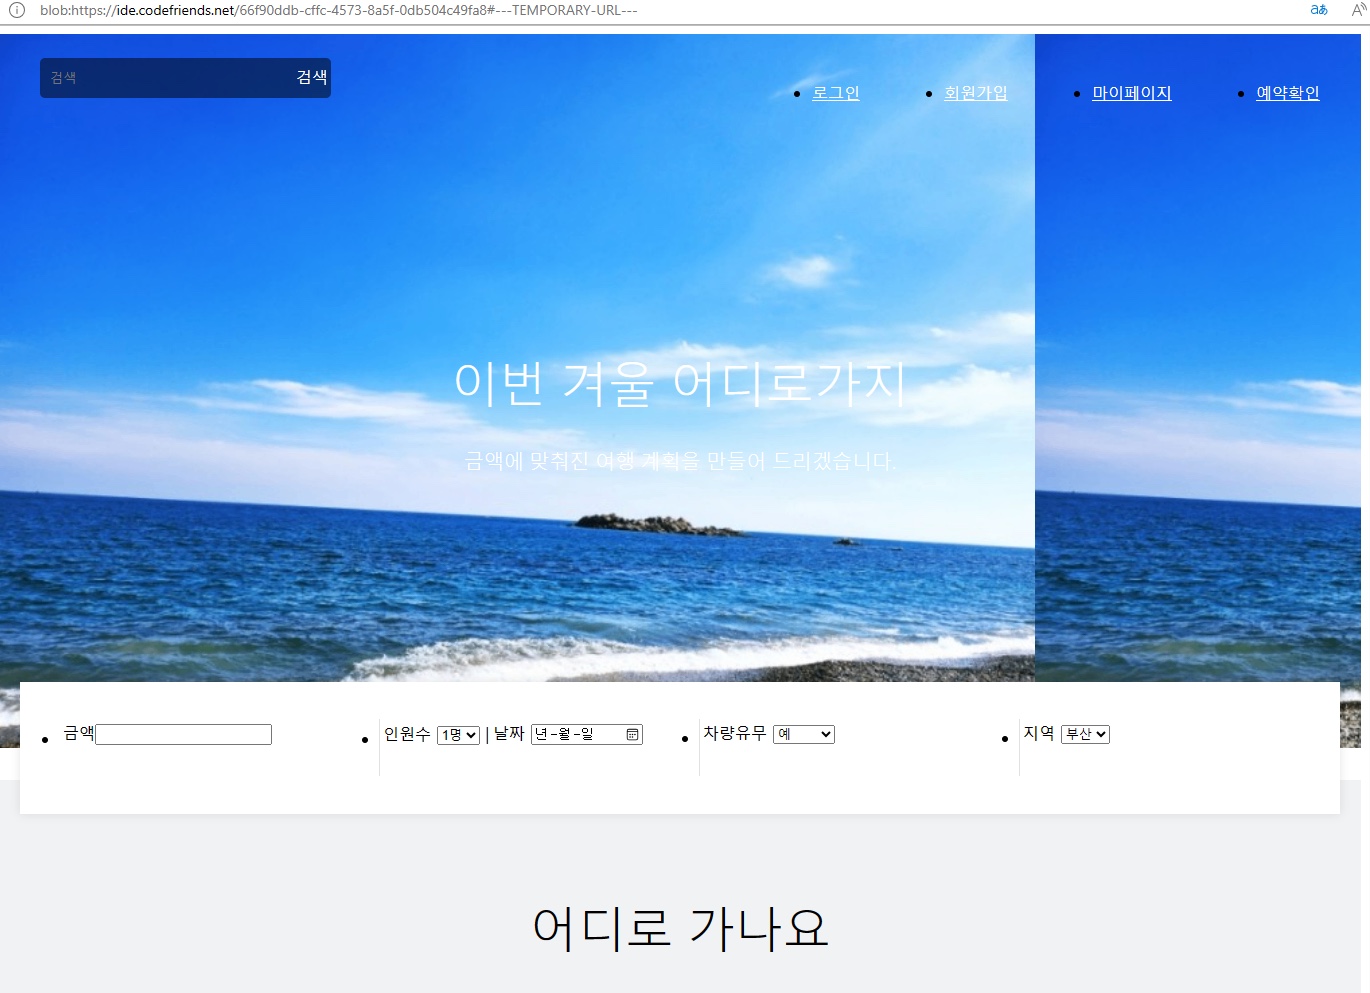 blob:https://ide.codefriends.net/66f90ddb-cffc-4573-8a5f-0db504c49fa8#---TEMPORARY-URL---
검색 검색
로그인 회원가입 마이페이지 예약확인
이번 겨울 어디로가지
금액에 맞춰진 여행 계획을 만들어 드리겠습니다.
금액 인원수 1명 | 날짜 년-월-일 차량유무 예 지역 부산
어디로 가나요